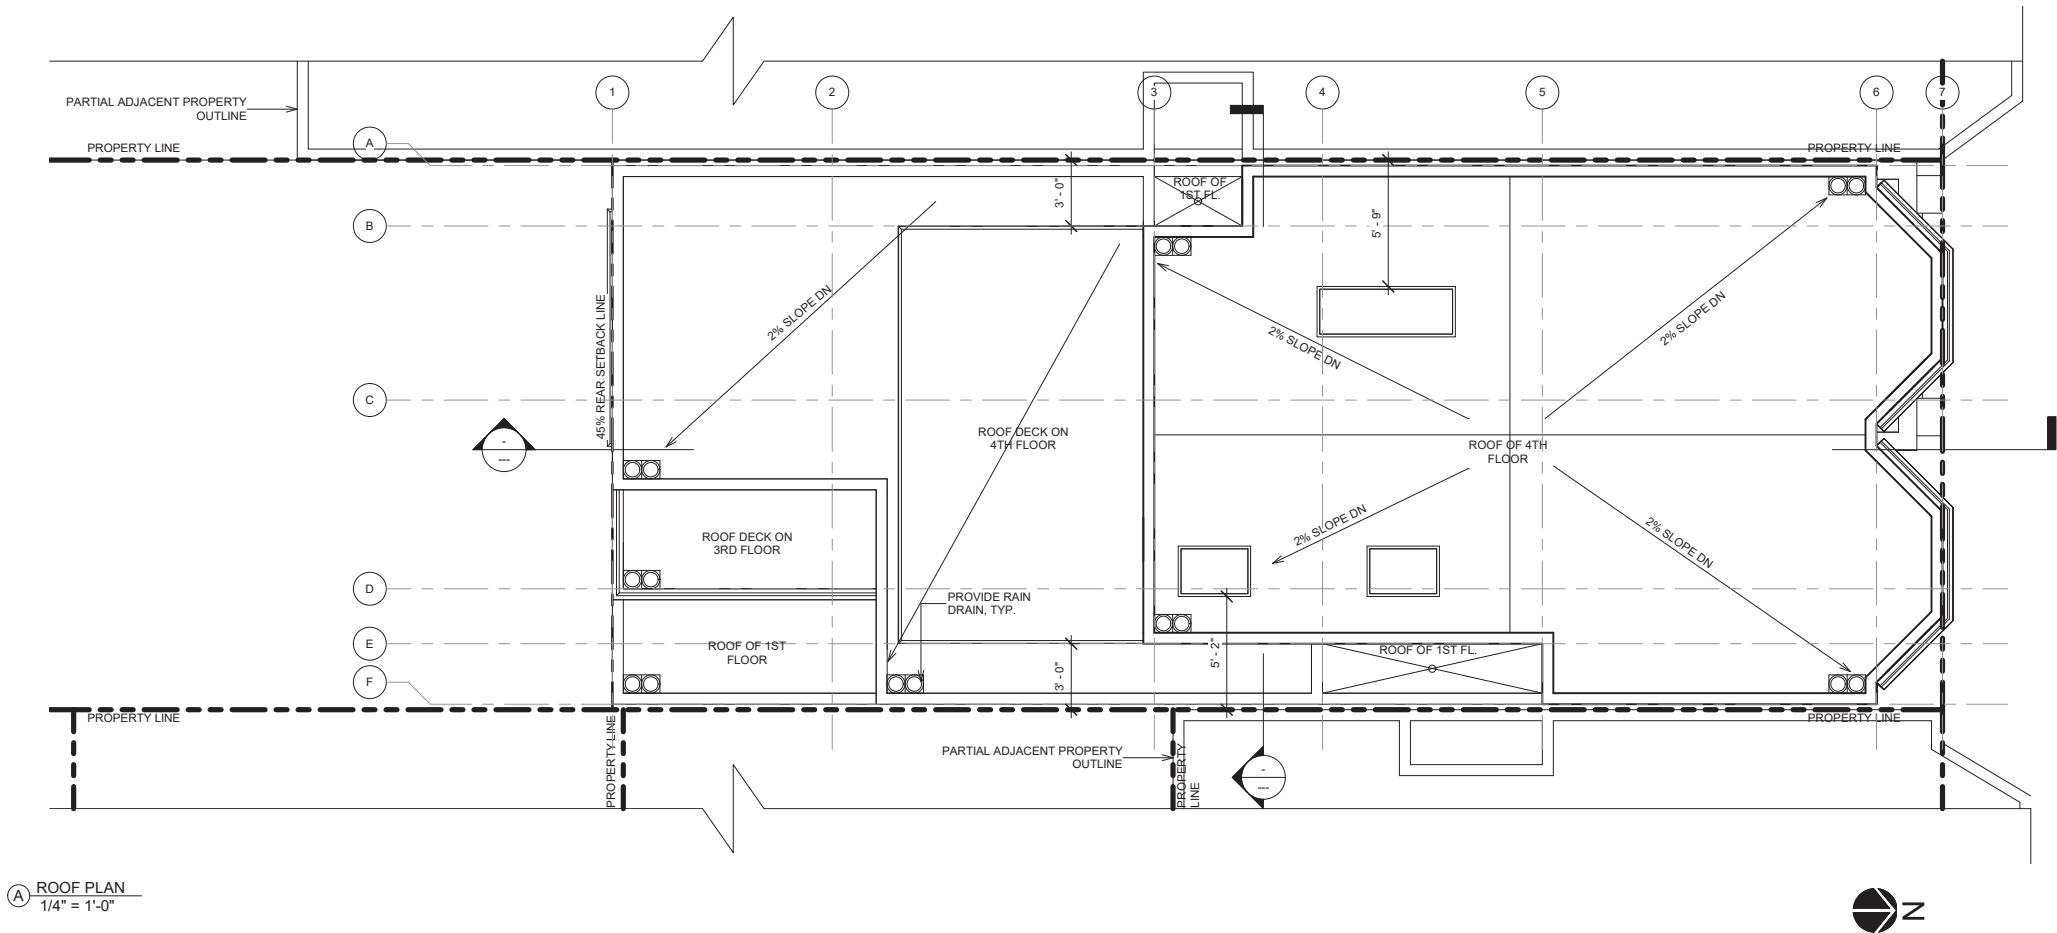 1
2
3
4
5
6
7
PARTIAL ADJACENT PROPERTY
OUTLINE
A
PROPERTY LINE
PROPERTY LINE
ROOF OF
1ST FL.
3' - 0"
5' - 9"
B
2% SLOPE DN
2% SLOPE DN
2% SLOPE DN
45% REAR SETBACK LINE
C
-
---
ROOF DECK ON
4TH FLOOR
ROOF OF 4TH
FLOOR
2% SLOPE DN
2% SLOPE DN
ROOF DECK ON
3RD FLOOR
D
PROVIDE RAIN
DRAIN, TYP.
E
ROOF OF 1ST
FLOOR
ROOF OF 1ST FL.
5' - 2"
3' - 0"
F
PROPERTY LINE
PROPERTY LINE
PROPERTY LINE
PARTIAL ADJACENT PROPERTY
OUTLINE
PROPERTY
LINE
-
---
A
ROOF PLAN
1/4" = 1'-0"
N